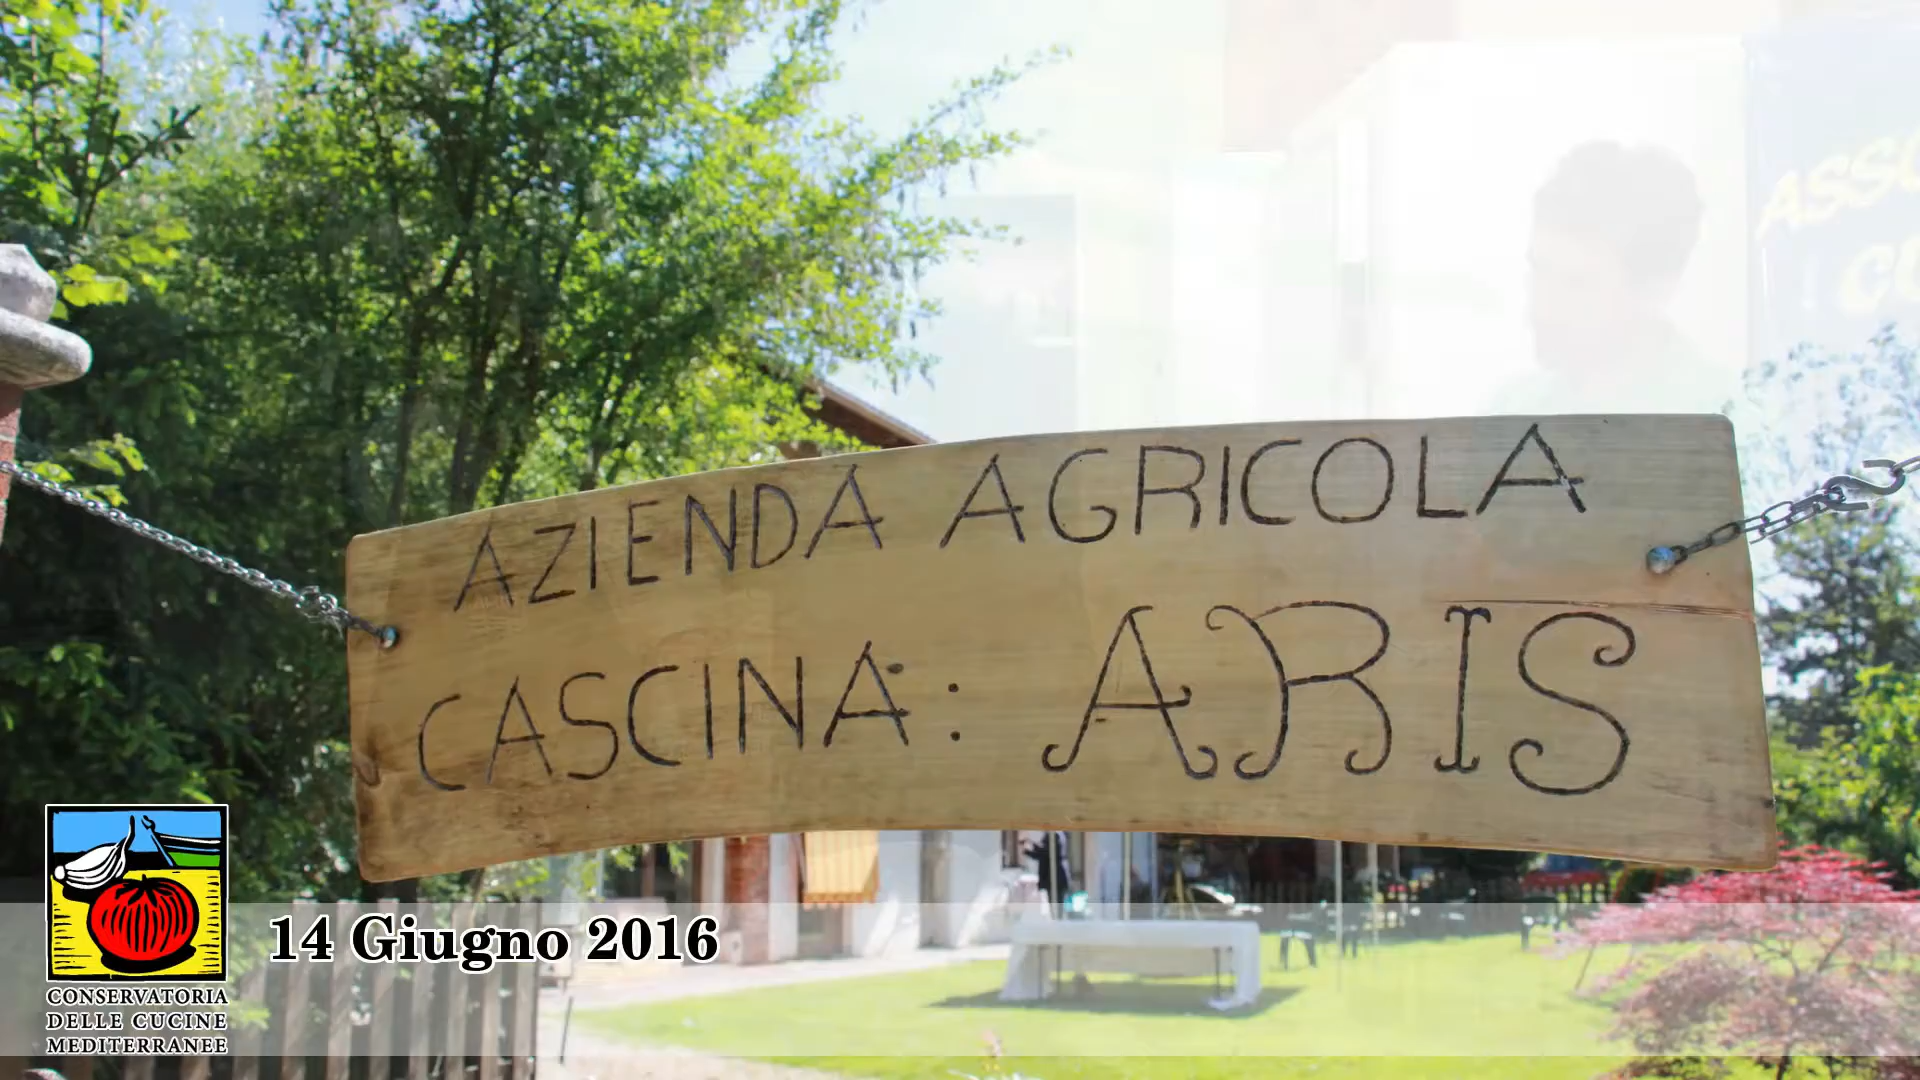 AZIENDA AGRICOLA
CASCINA: ARIS
14 Giugno 2016
CONSERVATORIA
DELLE CUCINE
MEDITERRANEE